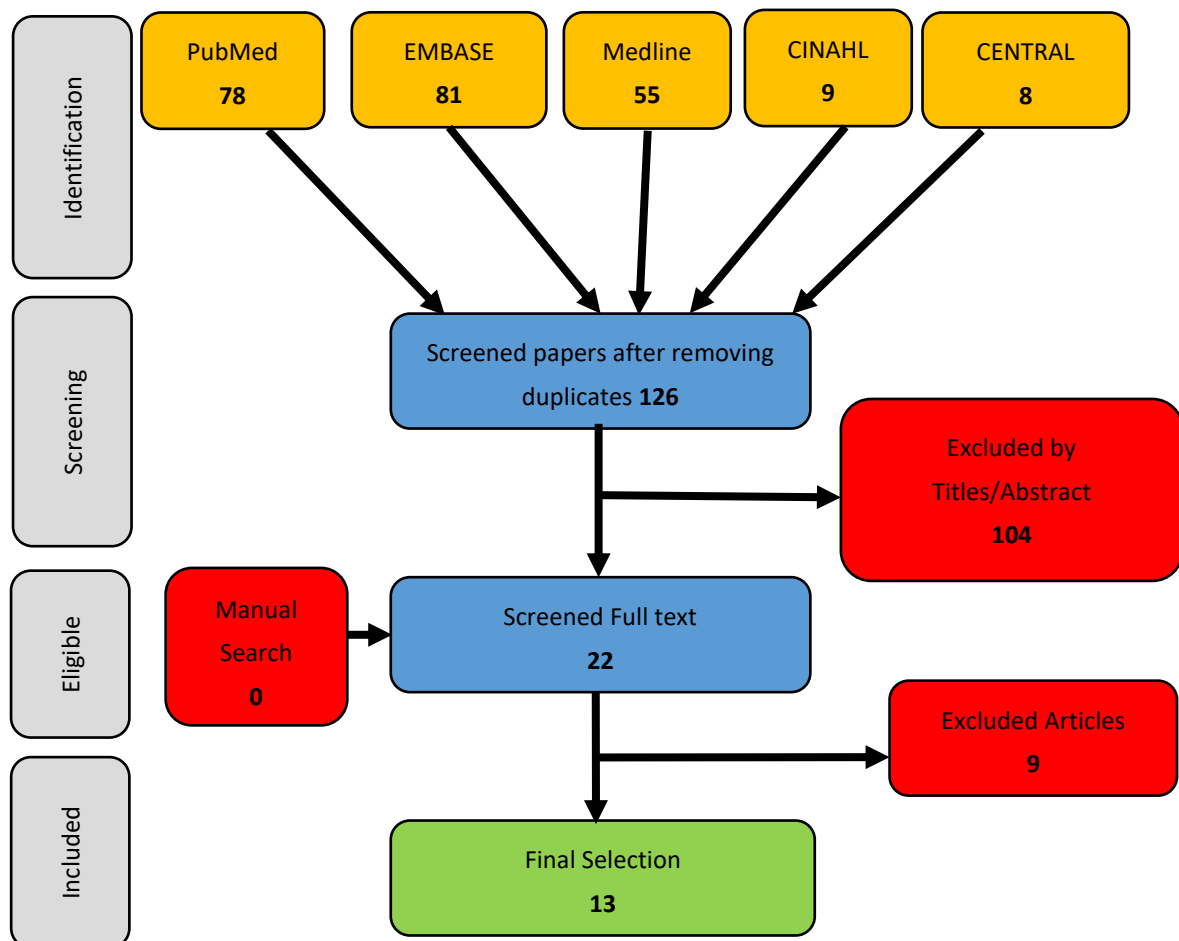 Identification
PubMed
78
EMBASE
81
Medline
55
CINAHL
9
CENTRAL
8
Screening
Screened papers after removing
duplicates 126
Excluded by
Titles/Abstract
104
Eligible
Manual
Search
0
Screened Full text
22
Excluded Articles
9
Included
Final Selection
13